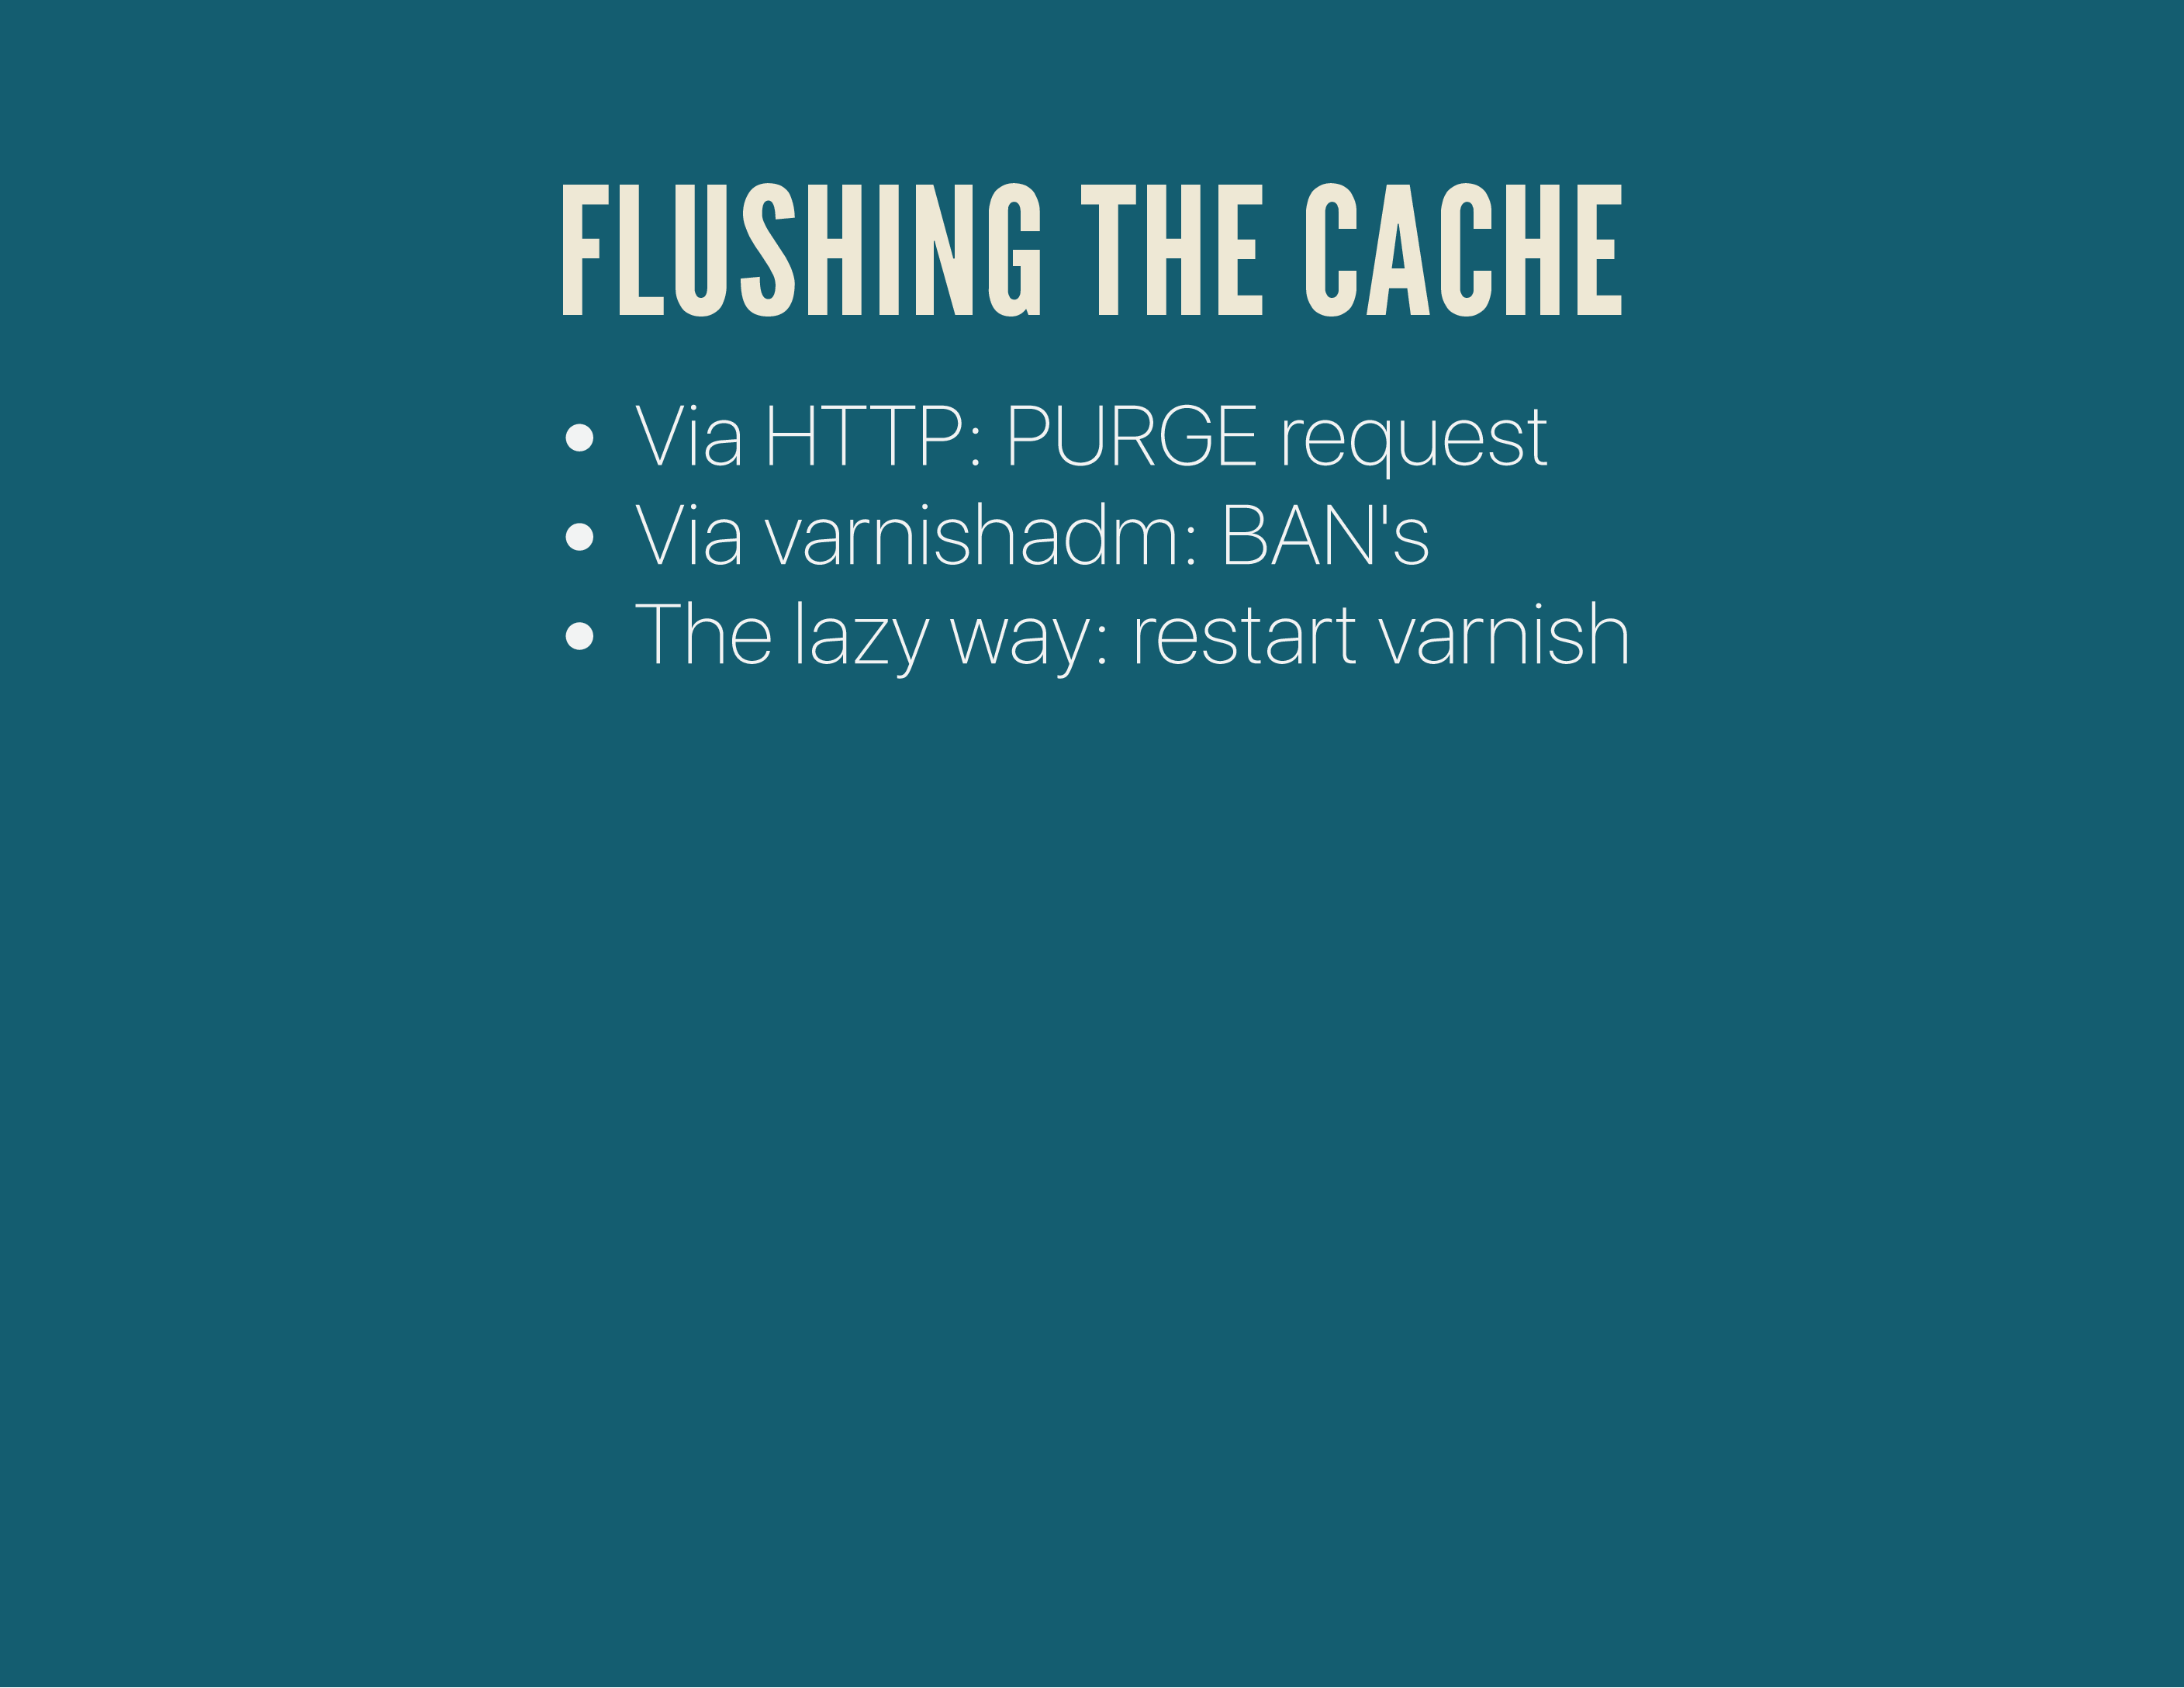 FLUSHING THE CACHE
• Via HTTP: PURGE request
• Via varnishadm: BAN's
• The lazy way: restart varnish